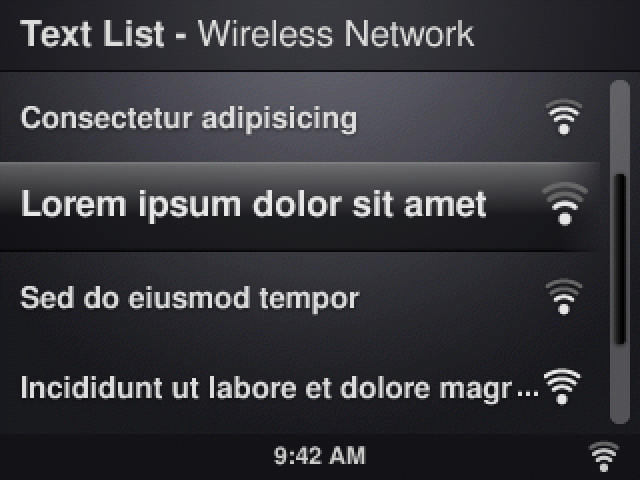 Text List - Wireless Network
Consectetur adipisicing
Lorem ipsum dolor sit amet
Sed do eiusmod tempor
Incididunt ut labore et dolore magr...
9:42 AM